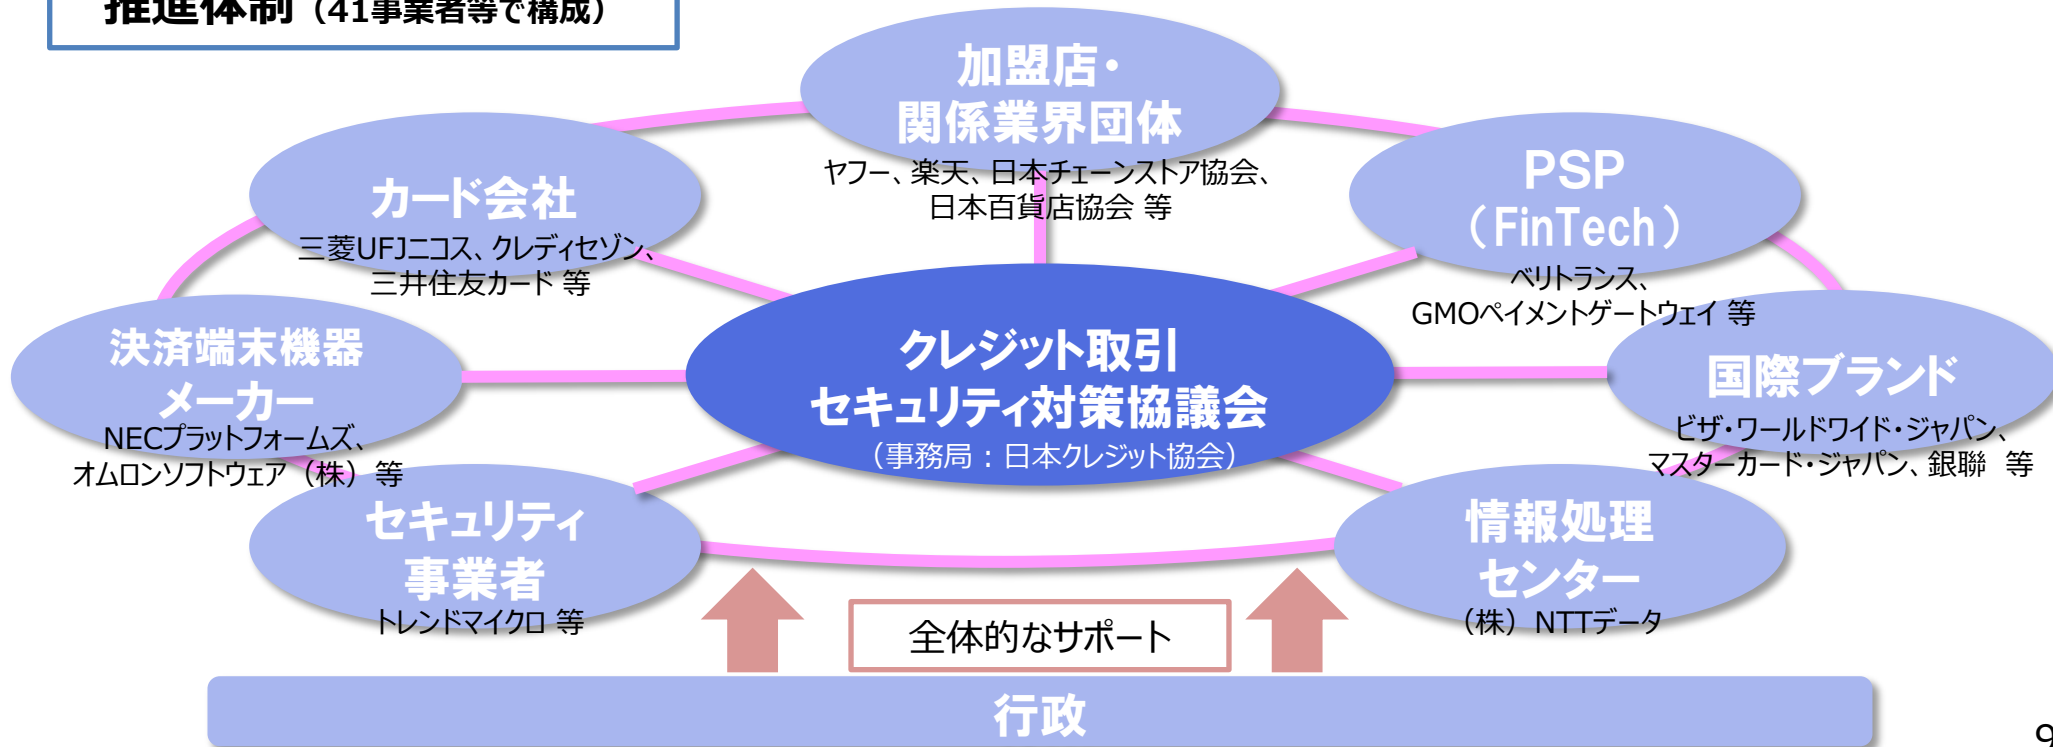 推進体制（41事業者等で構成）
加盟店・
関係業界団体
ヤフー、楽天、日本チェーンストア協会、
日本百貨店協会 等
カード会社
三菱UFJニコス、クレディセゾン、
三井住友カード 等
PSP
（FinTech）
ベリトランス、
GMOペイメントゲートウェイ 等
決済端末機器
メーカー
NECプラットフォームズ、
オムロンソフトウェア（株）等
クレジット取引
セキュリティ対策協議会
（事務局：日本クレジット協会）
国際ブランド
ビザ・ワールドワイド・ジャパン、
マスターカード・ジャパン、銀聯 等
セキュリティ
事業者
トレンドマイクロ 等
情報処理
センター
（株）NTTデータ
全体的なサポート
行政
9